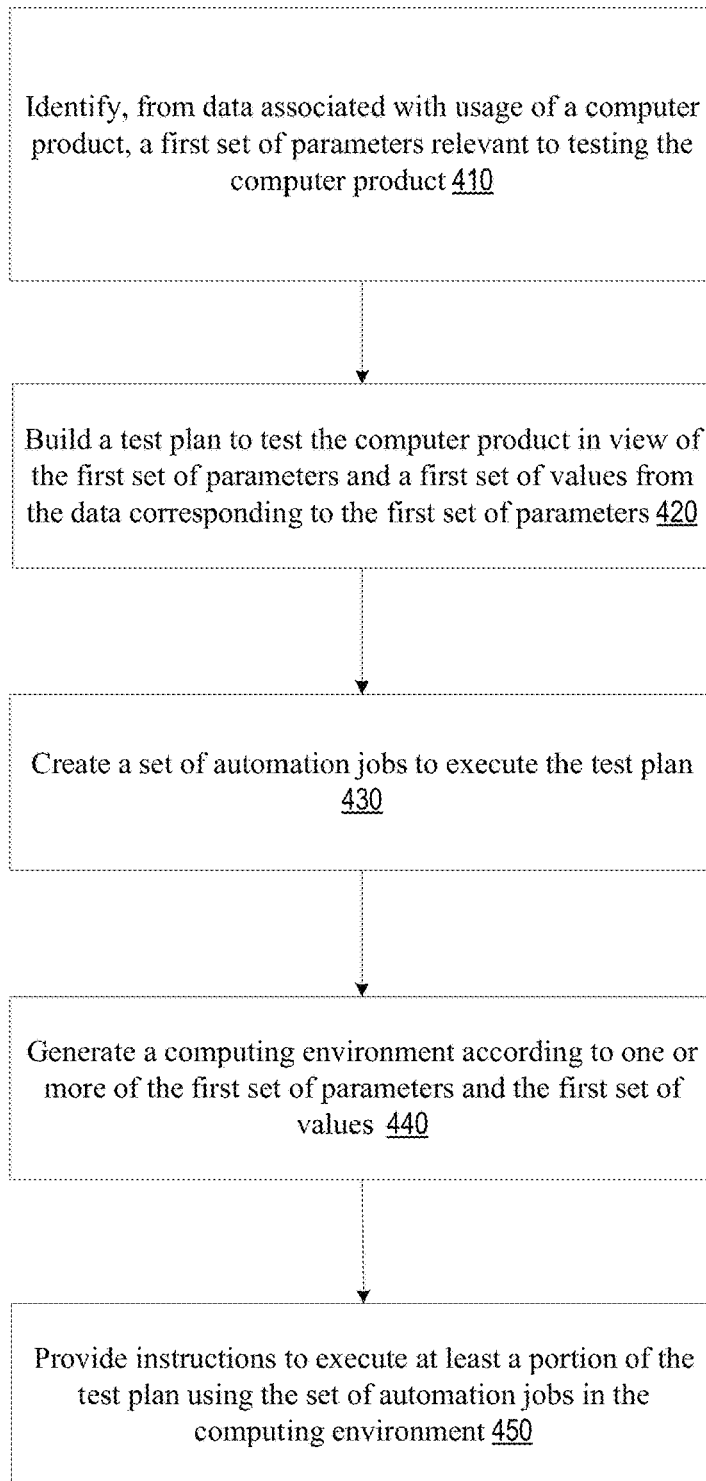 Identify, from data associated with usage of a computer
product, a first set of parameters relevant to testing the
computer product 410
Build a test plan to test the computer product in view of
the first set of parameters and a first set of values from
the data corresponding to the first set of parameters 420
Create a set of automation jobs to execute the test plan
430
Generate a computing environment according to one or
more of the first set of parameters and the first set of
values 440
Provide instructions to execute at least a portion of the
test plan using the set of automation jobs in the
computing environment 450